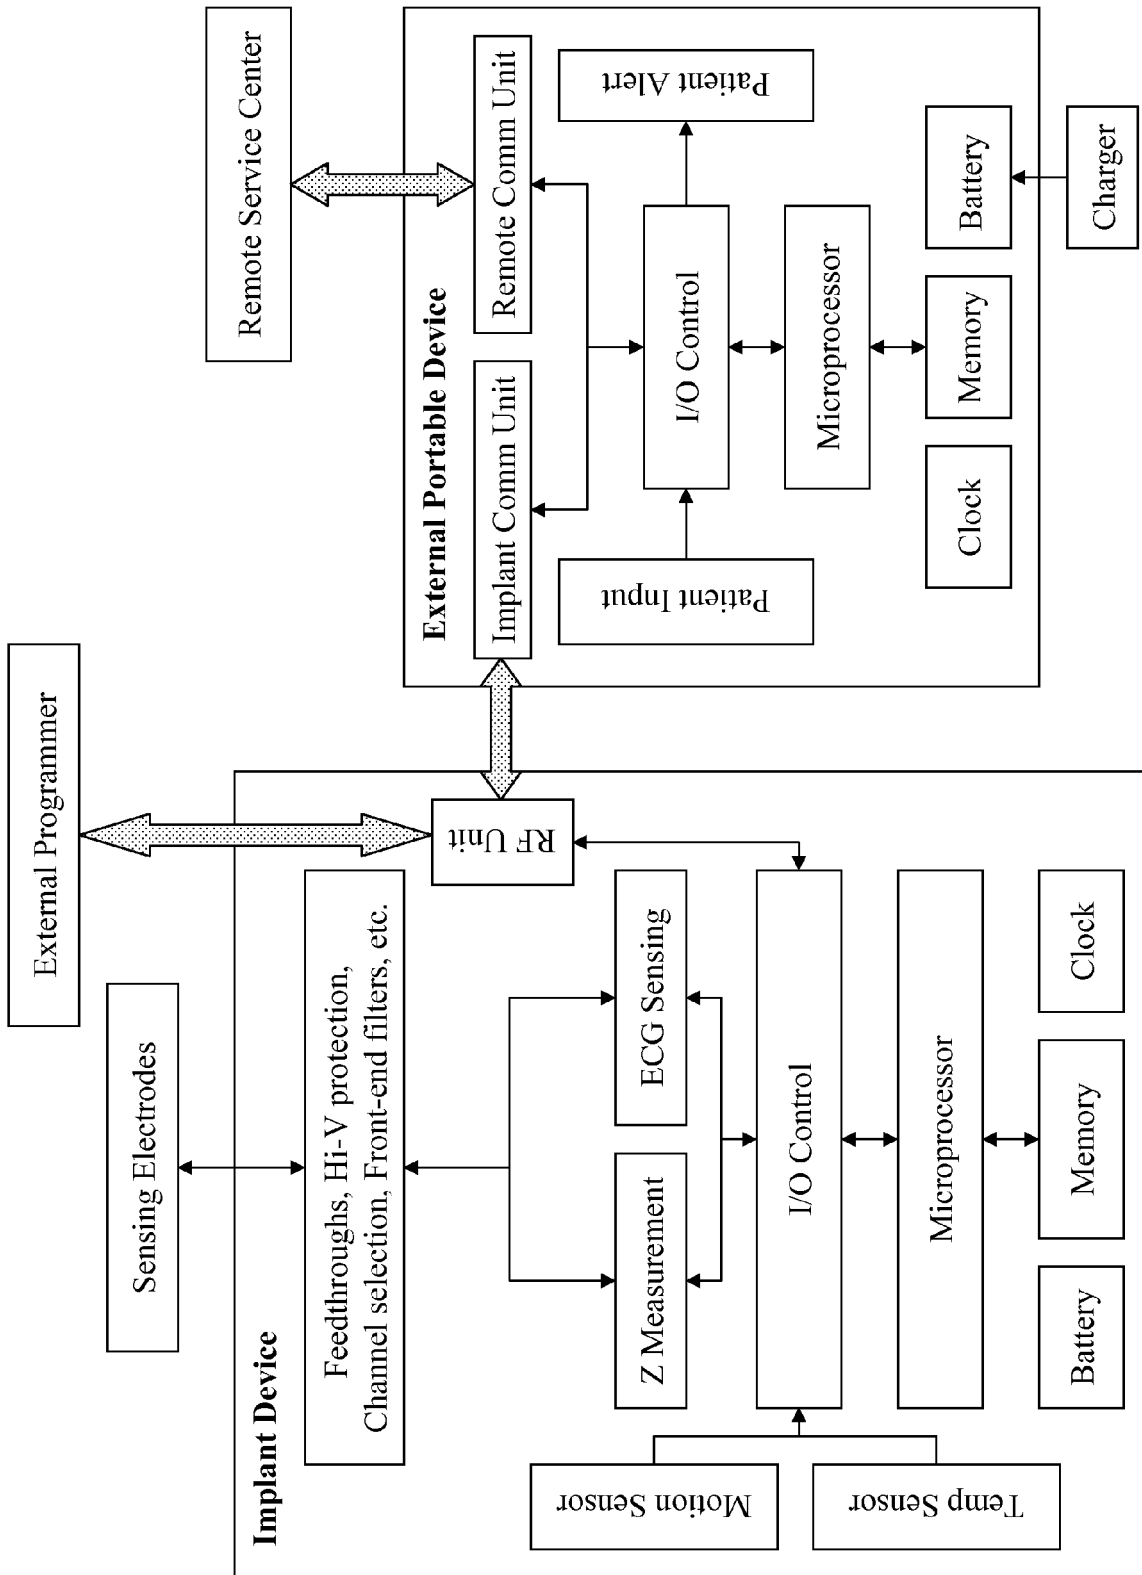 External Programmer
Sensing Electrodes
Remote Service Center
Implant Device
Feedthroughs, Hi-V protection,
Channel selection, Front-end filters, etc.
RF Unit
Z Measurement
ECG Sensing
Motion Sensor
Temp Sensor
I/O Control
Microprocessor
Battery
Memory
Clock
External Portable Device
Implant Comm Unit
Remote Comm Unit
Patient Input
I/O Control
Patient Alert
Microprocessor
Clock
Memory
Battery
Charger